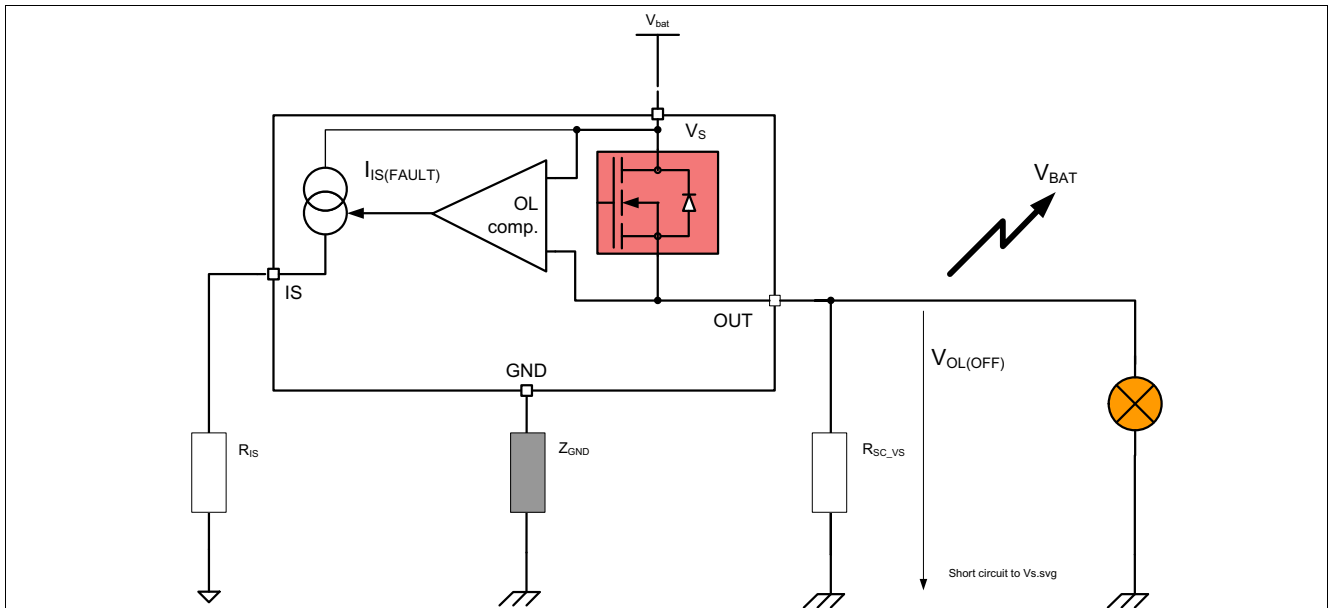 Vbat
VS
IIS(FAULT)
OL
comp.
VBAT
IS
OUT
VOL(OFF)
GND
RIS
ZGND
RSC_VS
Short circuit to Vs.svg